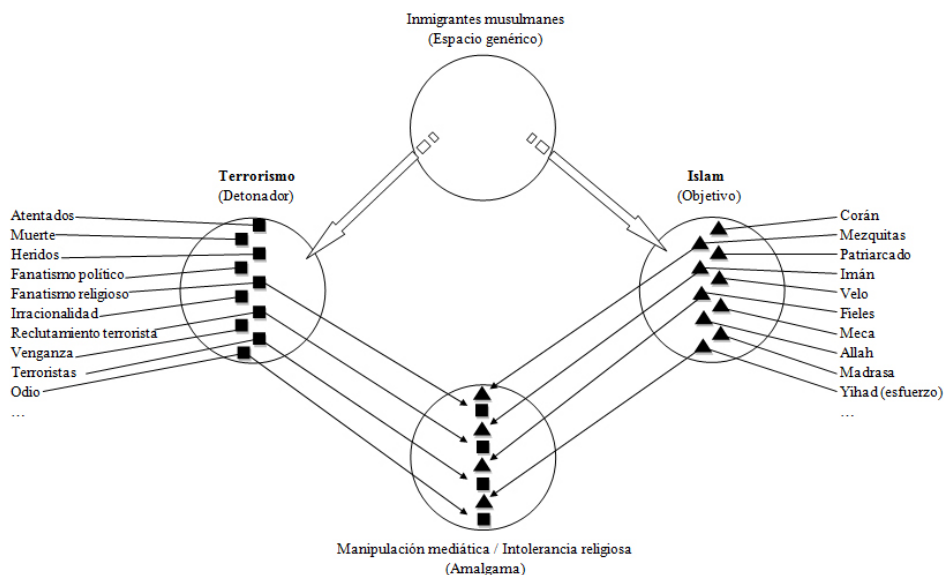 Inmigrantes musulmanes
(Espacio genérico)
Terrorismo
(Detonador)
Atentados
Muerte
Heridos
Fanatismo político
Fanatismo religioso
Irracionalidad
Reclutamiento terrorista
Venganza
Terroristas
Odio
…
Islam
(Objetivo)
Corán
Mezquitas
Patriarcado
Imán
Velo
Fieles
Meca
Allah
Madrasa
Yihad (esfuerzo)
…
Manipulación mediática / Intolerancia religiosa
(Amalgama)